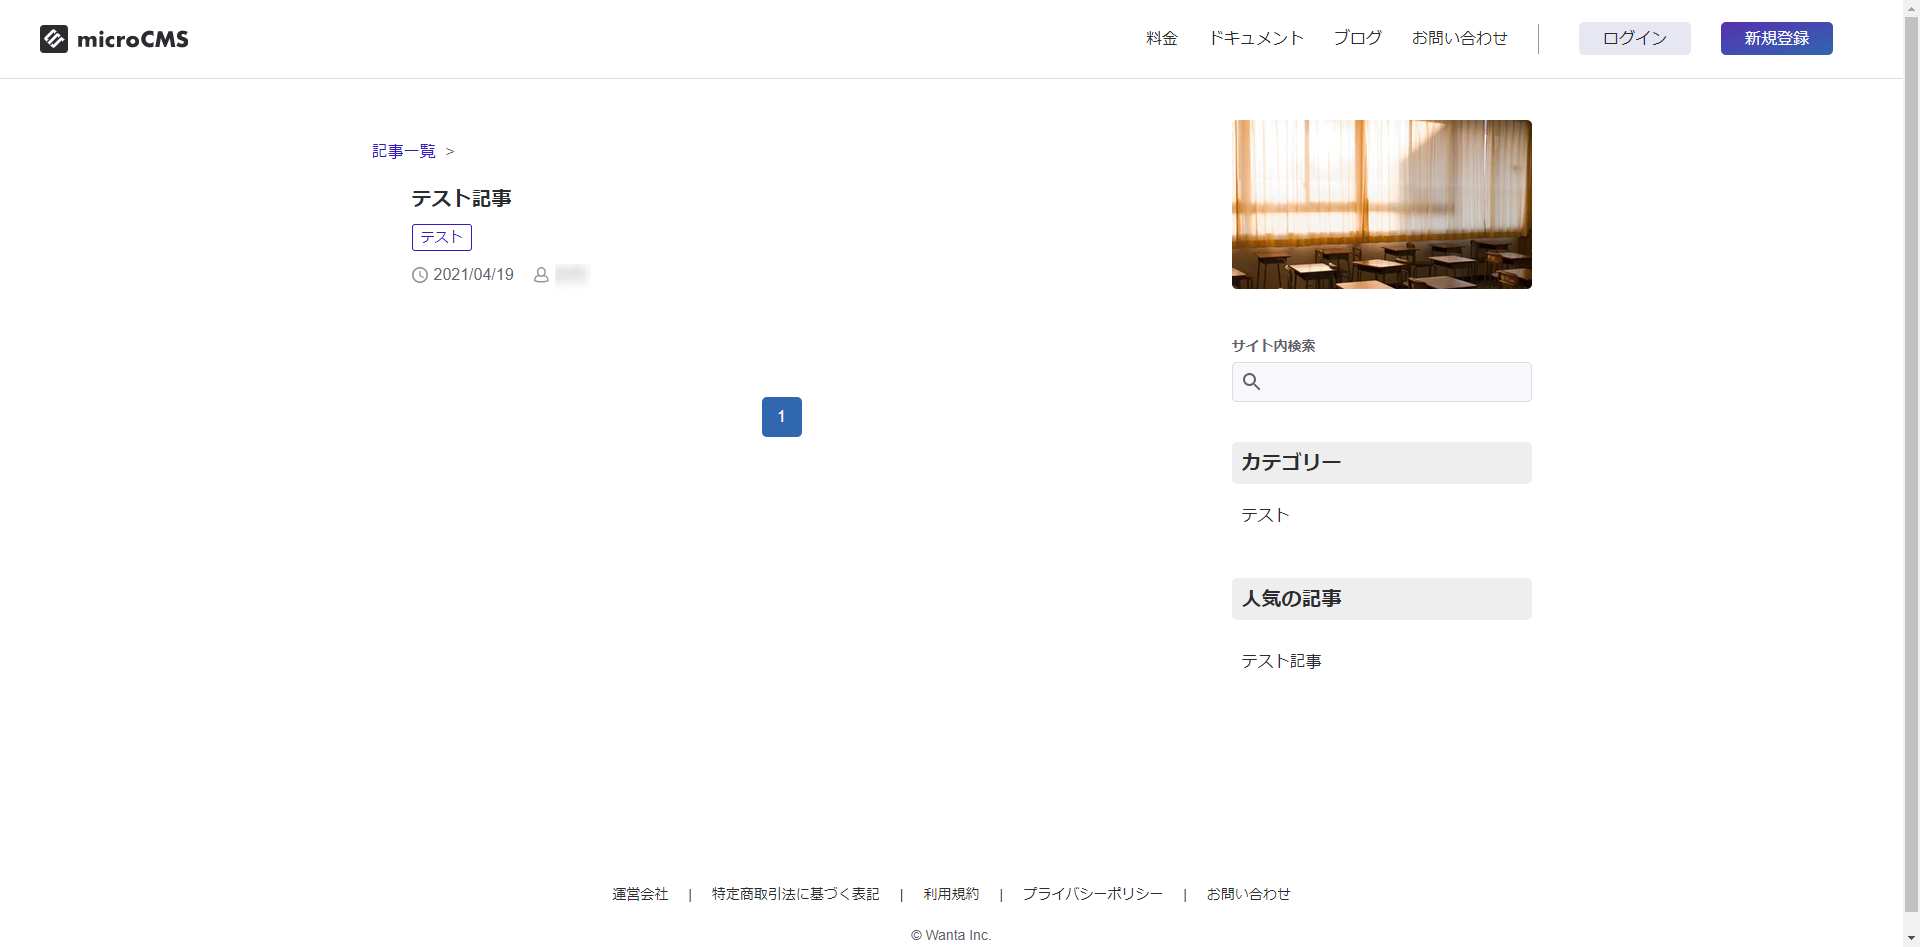 microCMS
料金 ドキュメント ブログ お問い合わせ ログイン 新規登録
記事一覧 >
テスト記事
テスト
2021/04/19
1
サイト内検索
カテゴリー
テスト
人気の記事
テスト記事
運営会社 | 特定商取引法に基づく表記 | 利用規約 | プライバシーポリシー | お問い合わせ
© Wanta Inc.